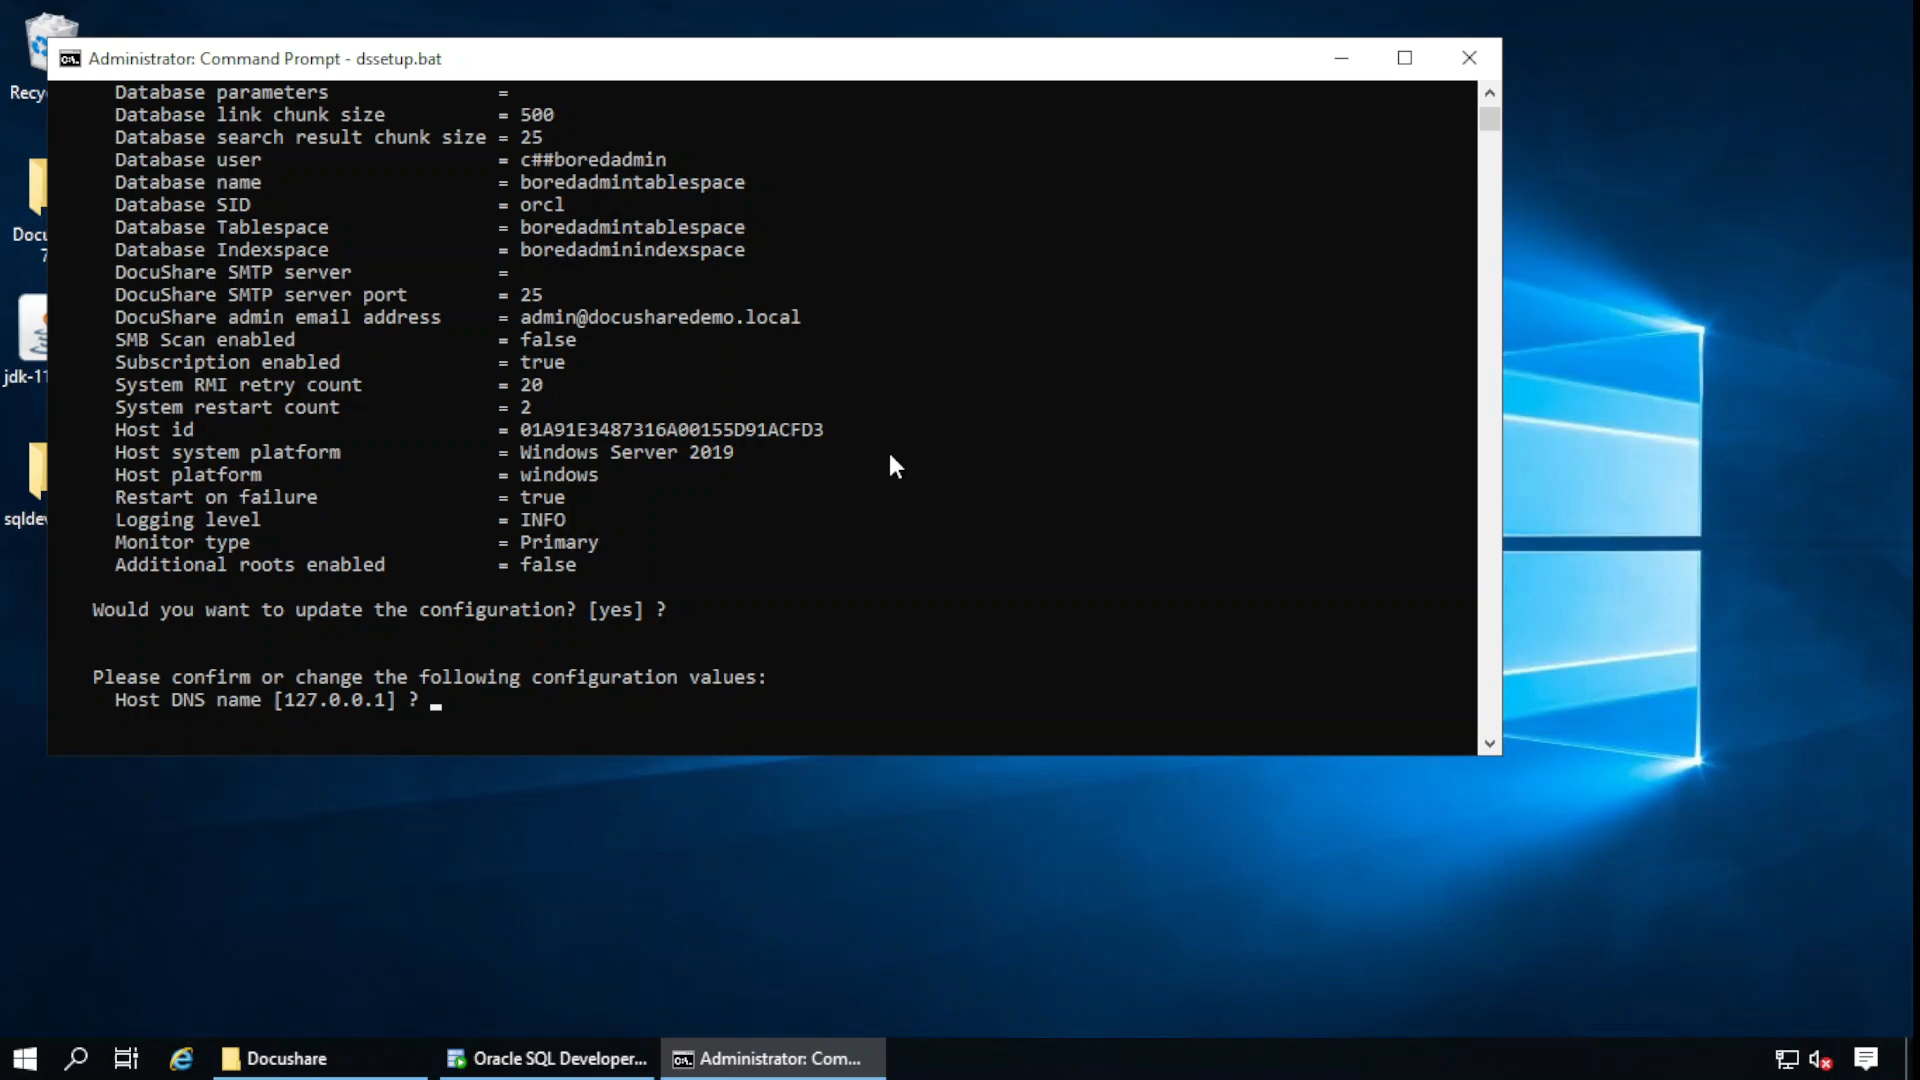 Administrator: Command Prompt - dssetup.bat
Database parameters =
Database link chunk size = 500
Database search result chunk size = 25
Database user = c##boredadmin
Database name = boredadmintablespace
Database SID = orcl
Database Tablespace = boredadmintablespace
Database Indexspace = boredadminindexspace
DocuShare SMTP server =
DocuShare SMTP server port = 25
DocuShare admin email address = admin@docusharedemo.local
SMB Scan enabled = false
Subscription enabled = true
System RMI retry count = 20
System restart count = 2
Host id = 01A91E3487316A00155D91ACFD3
Host system platform = Windows Server 2019
Host platform = windows
Restart on failure = true
Logging level = INFO
Monitor type = Primary
Additional roots enabled = false
Would you want to update the configuration? [yes] ?
Please confirm or change the following configuration values:
Host DNS name [127.0.0.1] ?
Recy
Docu
7
jdk-11
sqldev
Docushare
Oracle SQL Developer...
Administrator: Com...